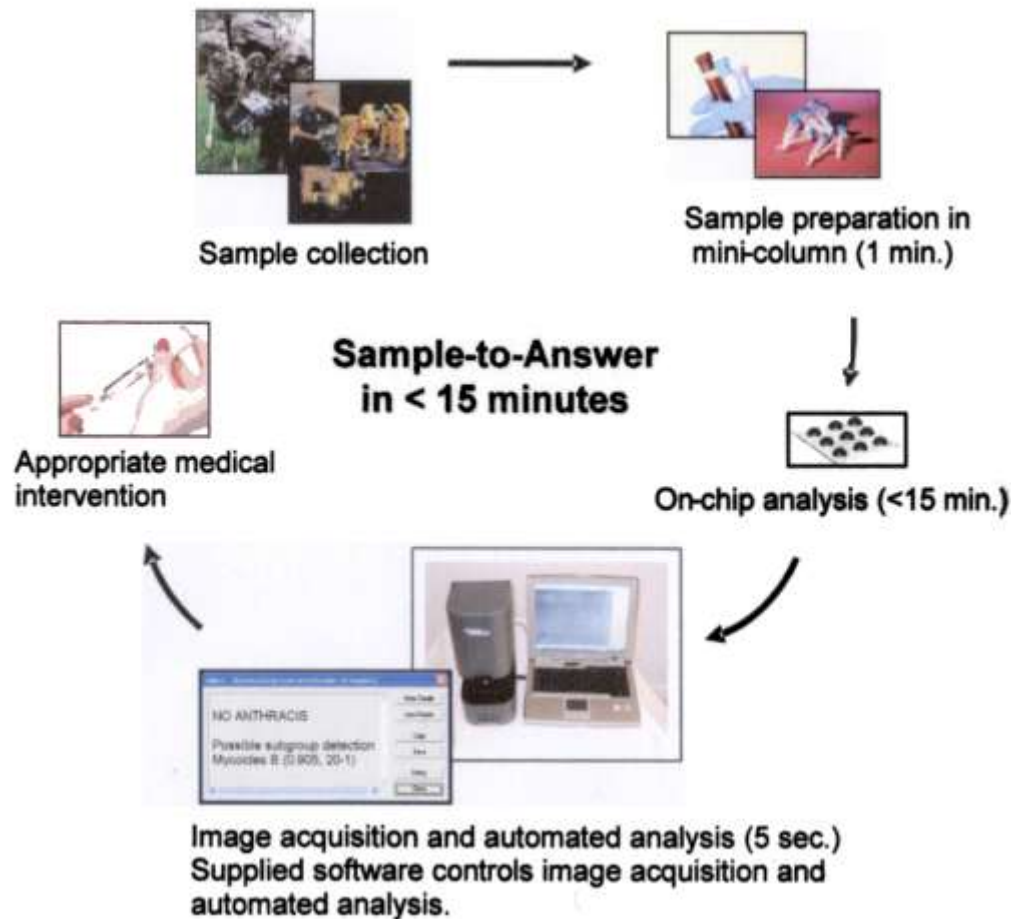 Sample collection
Sample preparation in
mini-column (1 min.)
Sample-to-Answer
in < 15 minutes
Appropriate medical
intervention
On-chip analysis (<15 min.)
NO ANTHRACIS
Possible subgroup detection
Mycoides B (0.905, 20-1)
Image acquisition and automated analysis (5 sec.)
Supplied software controls image acquisition and
automated analysis.